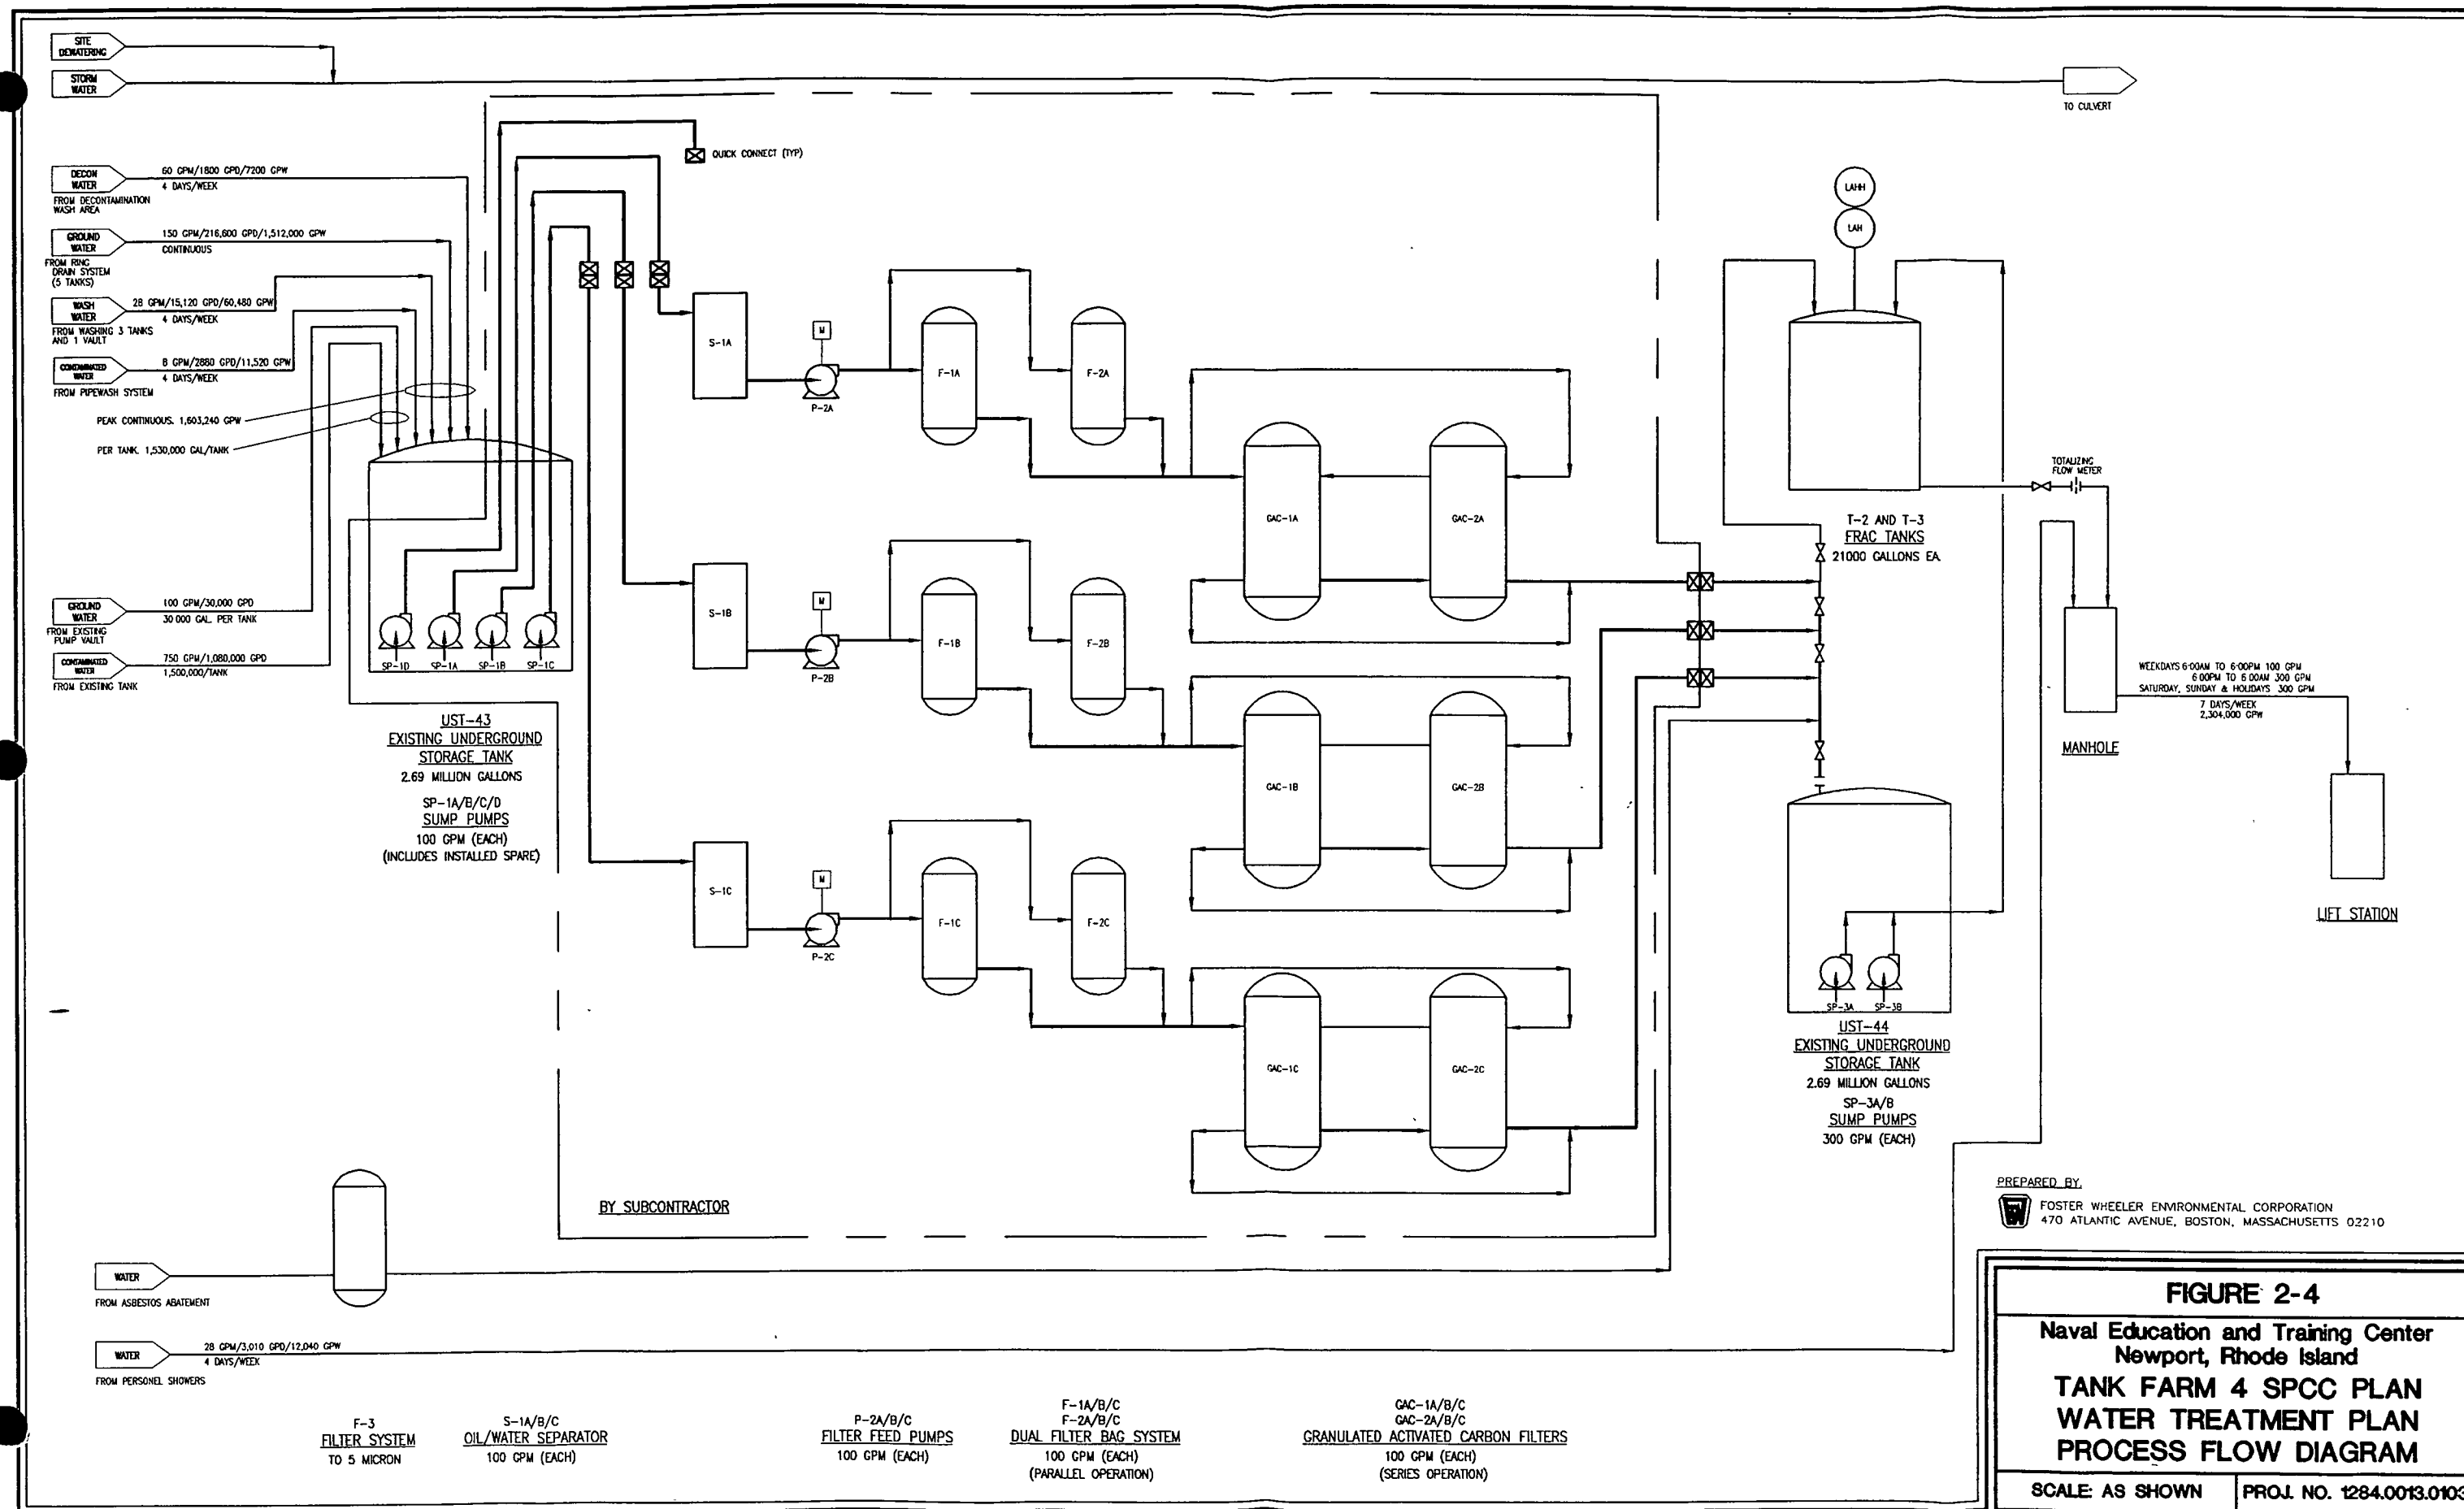 SITE
DEWATERING
STORM
WATER
TO CULVERT
QUICK CONNECT (TYP)
DECON
WATER
60 GPM/1800 GPD/7200 GPW
4 DAYS/WEEK
FROM DECONTAMINATION
WASH AREA
GROUND
WATER
150 GPM/216,600 GPD/1,512,000 GPW
CONTINUOUS
FROM RING
DRAIN SYSTEM
(5 TANKS)
WASH
WATER
28 GPM/15,120 GPD/60,480 GPW
4 DAYS/WEEK
FROM WASHING 3 TANKS
AND 1 VAULT
CONTAMINATED
WATER
8 GPM/2880 GPD/11,520 GPW
4 DAYS/WEEK
FROM PIPEWASH SYSTEM
PEAK CONTINUOUS. 1,603,240 GPW
PER TANK. 1,530,000 GAL/TANK
GROUND
WATER
100 GPM/30,000 GPD
30 000 GAL. PER TANK
FROM EXISTING
PUMP VAULT
CONTAMINATED
WATER
750 GPM/1,080,000 GPD
1,500,000/TANK
FROM EXISTING TANK
SP-1D
SP-1A
SP-1B
SP-1C
UST-43
EXISTING UNDERGROUND
STORAGE TANK
2.69 MILLION GALLONS
SP-1A/B/C/D
SUMP PUMPS
100 GPM (EACH)
(INCLUDES INSTALLED SPARE)
S-1A
M
P-2A
F-1A
F-2A
GAC-1A
GAC-2A
S-1B
M
P-2B
F-1B
F-2B
GAC-1B
GAC-2B
S-1C
M
P-2C
F-1C
F-2C
GAC-1C
GAC-2C
BY SUBCONTRACTOR
LAHH
LAH
T-2 AND T-3
FRAC TANKS
21000 GALLONS EA.
TOTALIZING
FLOW METER
WEEKDAYS 6:00AM TO 6:00PM 100 GPM
6 00PM TO 6 00AM 300 GPM
SATURDAY, SUNDAY & HOLIDAYS 300 GPM
7 DAYS/WEEK
2,304,000 GPW
MANHOLE
LIFT STATION
SP-3A
SP-3B
UST-44
EXISTING UNDERGROUND
STORAGE TANK
2.69 MILLION GALLONS
SP-3A/B
SUMP PUMPS
300 GPM (EACH)
WATER
FROM ASBESTOS ABATEMENT
WATER
28 GPM/3,010 GPD/12,040 GPW
4 DAYS/WEEK
FROM PERSONEL SHOWERS
F-3
FILTER SYSTEM
TO 5 MICRON
S-1A/B/C
OIL/WATER SEPARATOR
100 GPM (EACH)
P-2A/B/C
FILTER FEED PUMPS
100 GPM (EACH)
F-1A/B/C
F-2A/B/C
DUAL FILTER BAG SYSTEM
100 GPM (EACH)
(PARALLEL OPERATION)
GAC-1A/B/C
GAC-2A/B/C
GRANULATED ACTIVATED CARBON FILTERS
100 GPM (EACH)
(SERIES OPERATION)
PREPARED BY.
FOSTER WHEELER ENVIRONMENTAL CORPORATION
470 ATLANTIC AVENUE, BOSTON, MASSACHUSETTS 02210
FIGURE 2-4
Naval Education and Training Center
Newport, Rhode Island
TANK FARM 4 SPCC PLAN
WATER TREATMENT PLAN
PROCESS FLOW DIAGRAM
SCALE: AS SHOWN
PROJ. NO. 1284.0013.0102